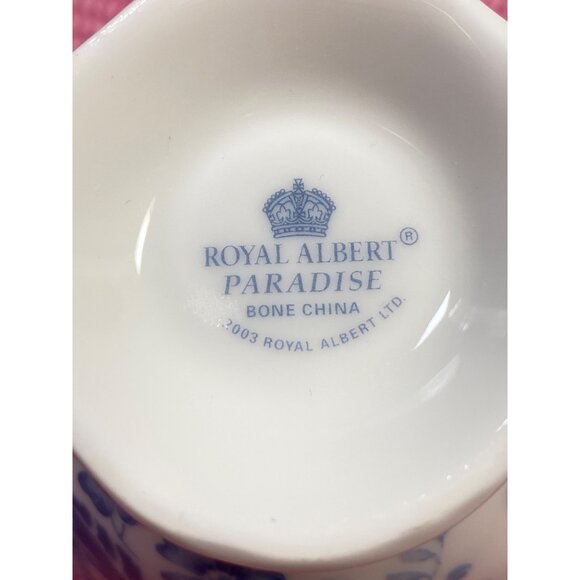 ROYAL ALBERT®
PARADISE
BONE CHINA
2003 ROYAL ALBERT LTD.